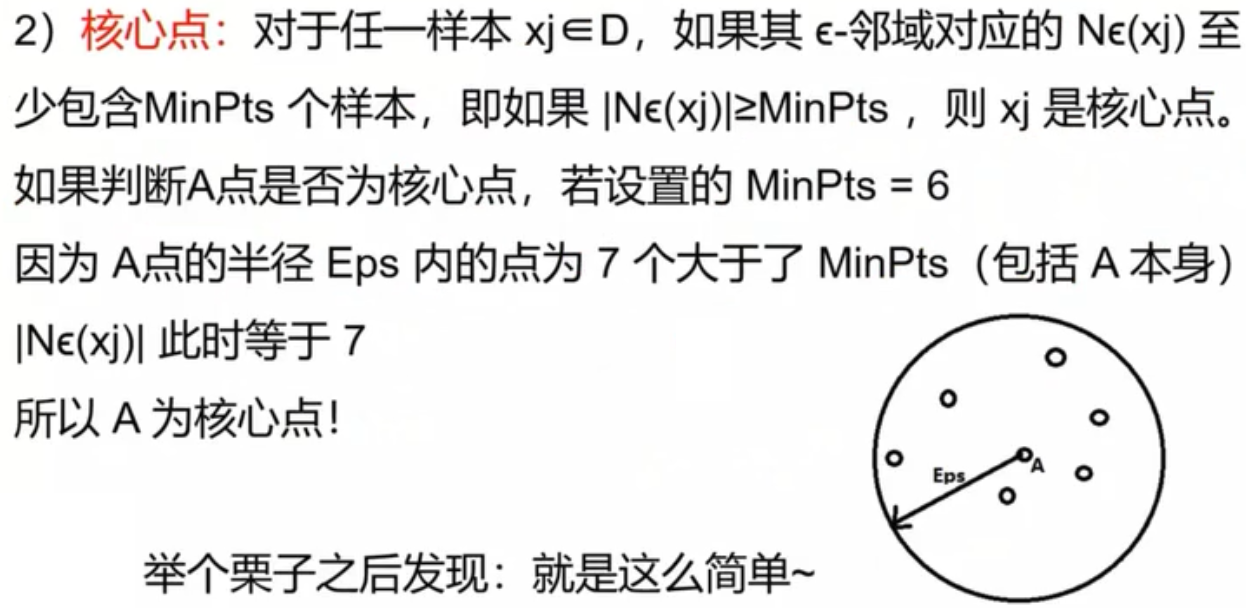 2）核心点：对于任一样本 xj∈D，如果其 ϵ-邻域对应的 Nϵ(xj) 至
少包含MinPts 个样本，即如果 |Nϵ(xj)|≥MinPts ，则 xj 是核心点。
如果判断A点是否为核心点，若设置的 MinPts = 6
因为 A点的半径 Eps 内的点为 7 个大于了 MinPts（包括 A 本身）
|Nϵ(xj)| 此时等于 7
所以 A 为核心点！
Eps
A
举个栗子之后发现：就是这么简单~